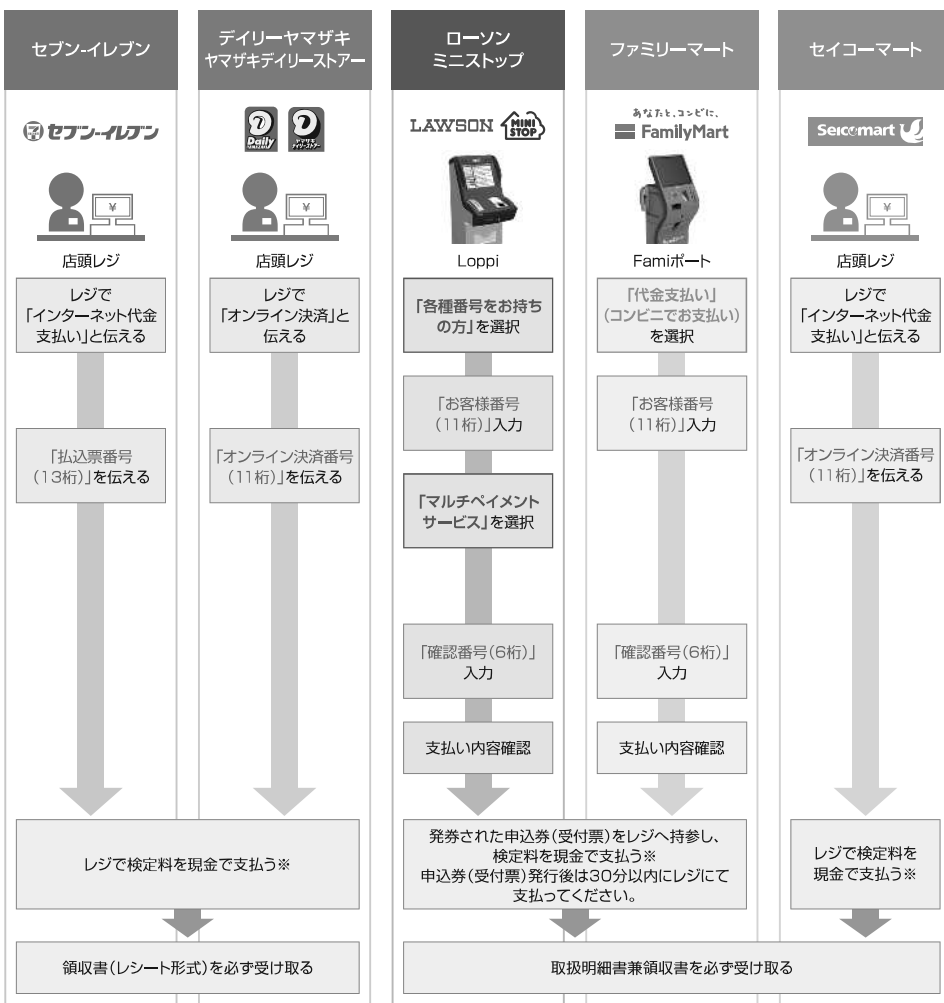 セブン-イレブン
デイリーヤマザキ
ヤマザキデイリーストアー
ローソン
ミニストップ
ファミリーマート
セイコーマート
セブン-イレブン
Daily
YAMAZAKI
ヤマザキ
デイリーストアー
LAWSON
MINI
STOP
あなたと、コンビに、
FamilyMart
Seicomart
¥
¥
¥
店頭レジ
店頭レジ
Loppi
Famiポート
店頭レジ
レジで
「インターネット代金
支払い」と伝える
「払込票番号
(13桁)」を伝える
レジで
「オンライン決済」と
伝える
「オンライン決済番号
(11桁)」を伝える
「各種番号をお持ち
の方」を選択
「お客様番号
(11桁)」入力
「マルチペイメント
サービス」を選択
「確認番号(6桁)」
入力
支払い内容確認
「代金支払い」
(コンビニでお支払い)
を選択
「お客様番号
(11桁)」入力
「確認番号(6桁)」
入力
支払い内容確認
レジで
「インターネット代金
支払い」と伝える
「オンライン決済番号
(11桁)」を伝える
レジで検定料を現金で支払う※
発券された申込券(受付票)をレジへ持参し、
検定料を現金で支払う※
申込券(受付票)発行後は30分以内にレジにて
支払ってください。
レジで検定料を
現金で支払う※
領収書(レシート形式)を必ず受け取る
取扱明細書兼領収書を必ず受け取る